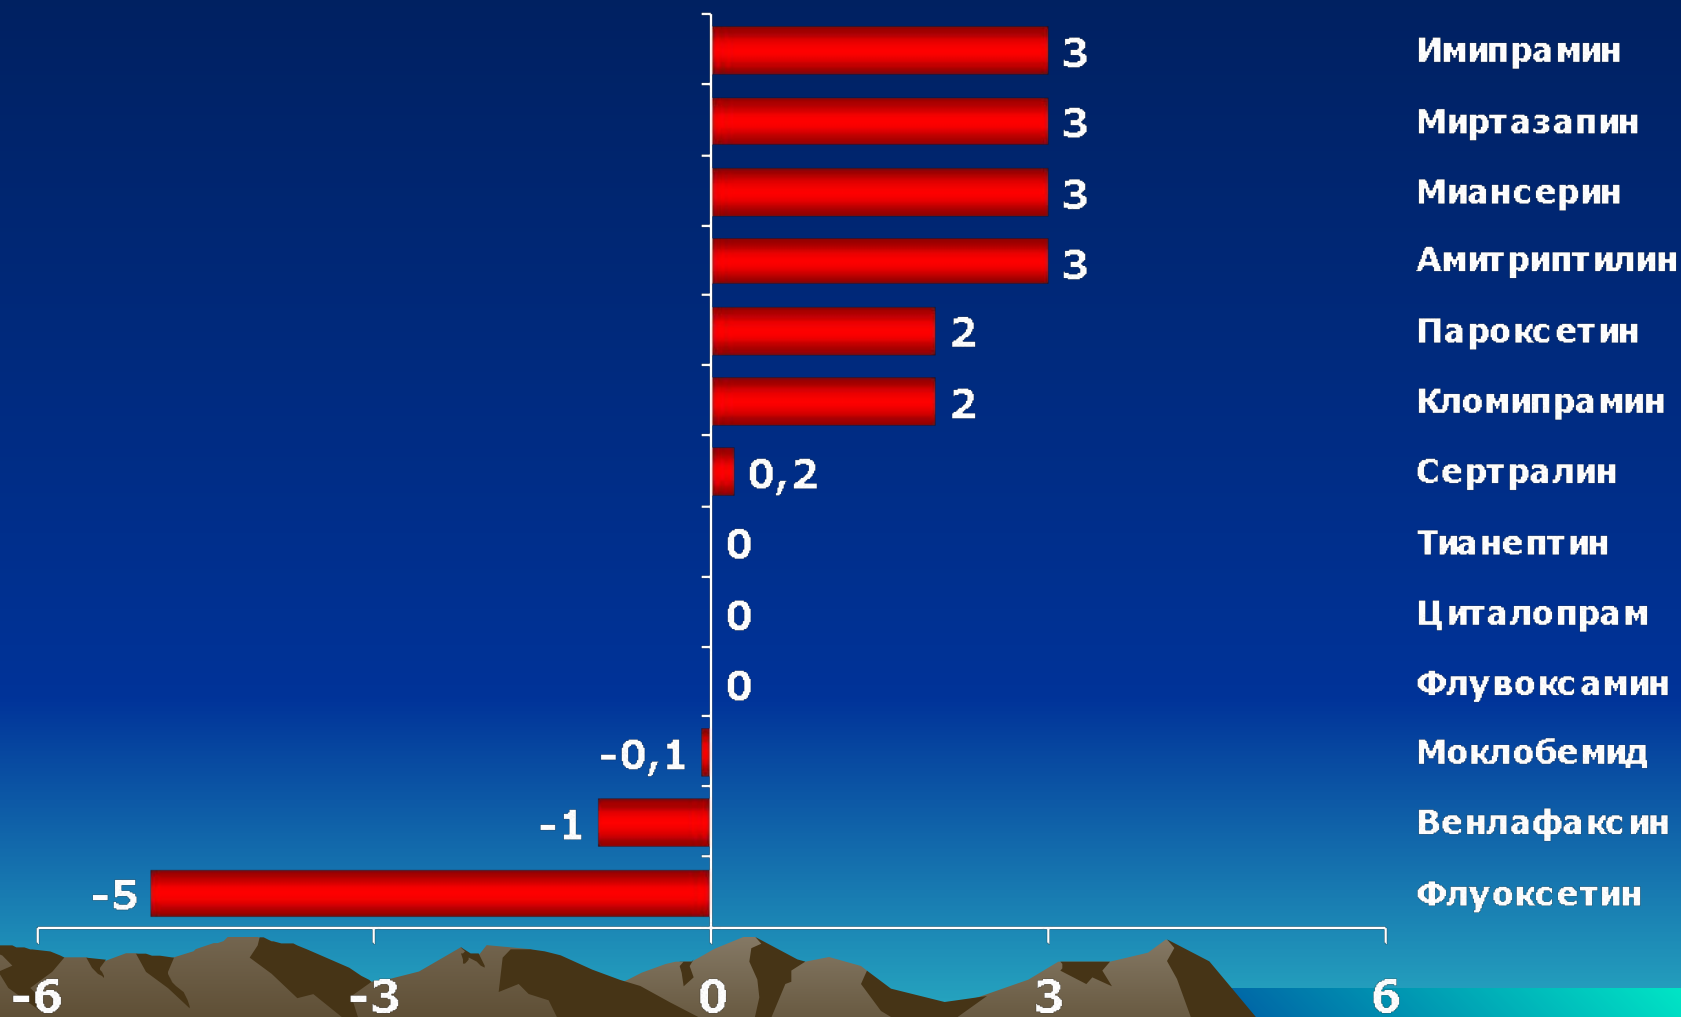 3 Имипрамин
3 Миртазапин
3 Миансерин
3 Амитриптилин
2 Пароксетин
2 Кломипрамин
0,2 Сертралин
0 Тианептин
0 Циталопрам
0 Флувоксамин
-0,1 Моклобемид
-1 Венлафаксин
-5 Флуоксетин
-6 -3 0 3 6